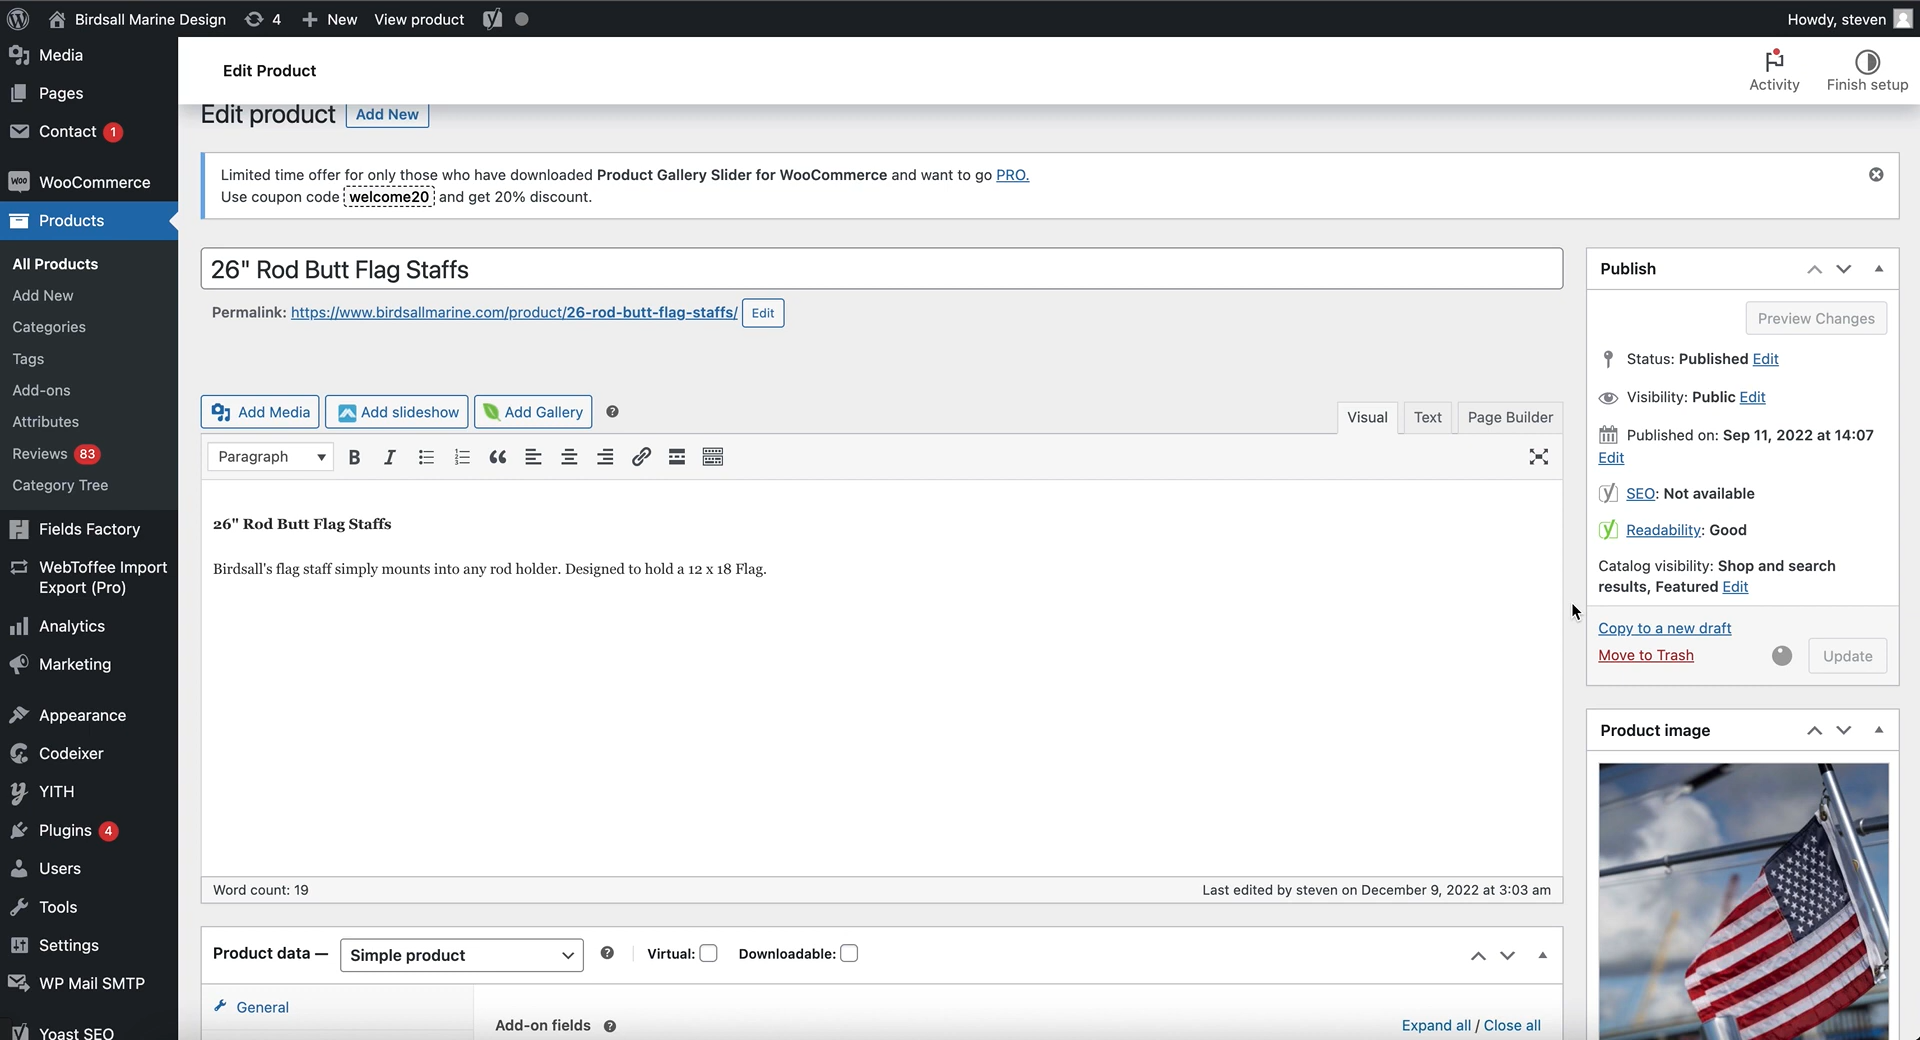 Birdsall Marine Design
4
New
View product
Howdy, steven
Media
Pages
Contact 1
WooCommerce
Products
All Products
Add New
Categories
Tags
Add-ons
Attributes
Reviews 83
Category Tree
Fields Factory
WebToffee Import
Export (Pro)
Analytics
Marketing
Appearance
Codeixer
YITH
Plugins 4
Users
Tools
Settings
WP Mail SMTP
Yoast SEO
Edit Product
Activity
Finish setup
Edit product
Add New
Limited time offer for only those who have downloaded Product Gallery Slider for WooCommerce and want to go PRO.
Use coupon code welcome20 and get 20% discount.
26" Rod Butt Flag Staffs
Permalink: https://www.birdsallmarine.com/product/26-rod-butt-flag-staffs/ Edit
Add Media
Add slideshow
Add Gallery
Visual
Text
Page Builder
Paragraph
26" Rod Butt Flag Staffs
Birdsall's flag staff simply mounts into any rod holder. Designed to hold a 12 x 18 Flag.
Word count: 19
Last edited by steven on December 9, 2022 at 3:03 am
Product data —
Simple product
Virtual:
Downloadable:
General
Add-on fields
Expand all / Close all
Publish
Preview Changes
Status: Published Edit
Visibility: Public Edit
Published on: Sep 11, 2022 at 14:07
Edit
SEO: Not available
Readability: Good
Catalog visibility: Shop and search
results, Featured Edit
Copy to a new draft
Move to Trash
Update
Product image